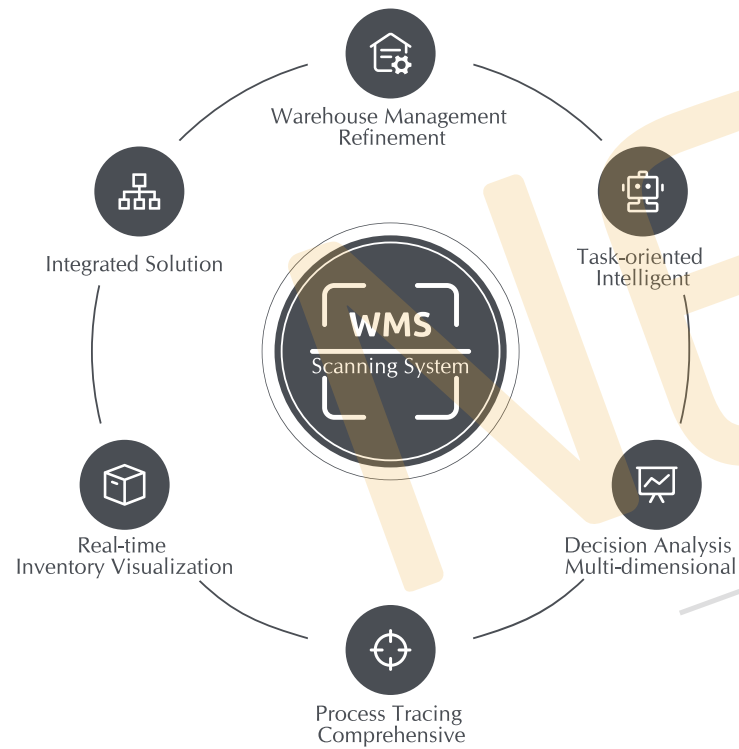 Warehouse Management
Refinement
Integrated Solution
Task-oriented
Intelligent
WMS
Scanning System
Real-time
Inventory Visualization
Decision Analysis
Multi-dimensional
Process Tracing
Comprehensive